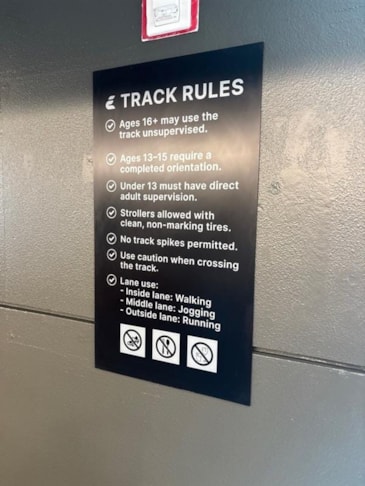 TRACK RULES
Ages 16+ may use the
track unsupervised.
Ages 13-15 require a
completed orientation.
Under 13 must have direct
adult supervision.
Strollers allowed with
clean, non-marking tires.
No track spikes permitted.
Use caution when crossing
the track.
Lane use:
- Inside lane: Walking
- Middle lane: Jogging
- Outside lane: Running